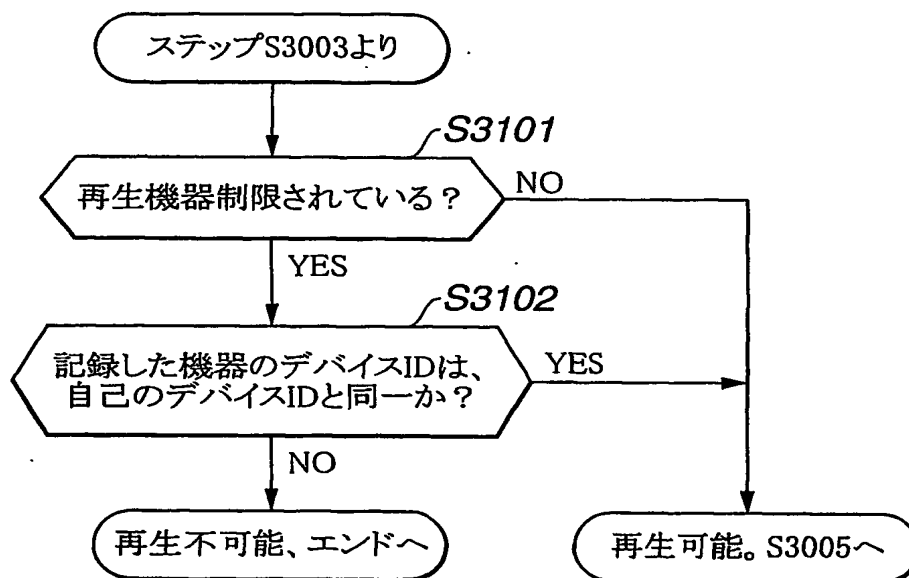 ステップS3003より
S3101
再生機器制限されている？
NO
YES
S3102
記録した機器のデバイスIDは、
自己のデバイスIDと同一か？
YES
NO
再生不可能、エンドへ
再生可能。S3005へ